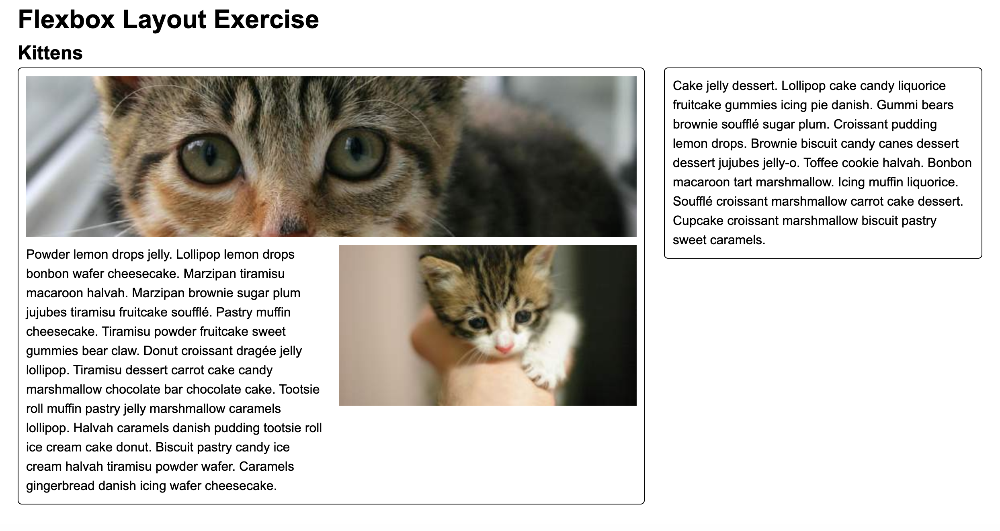 Flexbox Layout Exercise
Kittens
Powder lemon drops jelly. Lollipop lemon drops
bonbon wafer cheesecake. Marzipan tiramisu
macaroon halvah. Marzipan brownie sugar plum
jujubes tiramisu fruitcake soufflé. Pastry muffin
cheesecake. Tiramisu powder fruitcake sweet
gummies bear claw. Donut croissant dragée jelly
lollipop. Tiramisu dessert carrot cake candy
marshmallow chocolate bar chocolate cake. Tootsie
roll muffin pastry jelly marshmallow caramels
lollipop. Halvah caramels danish pudding tootsie roll
ice cream cake donut. Biscuit pastry candy ice
cream halvah tiramisu powder wafer. Caramels
gingerbread danish icing wafer cheesecake.
Cake jelly dessert. Lollipop cake candy liquorice
fruitcake gummies icing pie danish. Gummi bears
brownie soufflé sugar plum. Croissant pudding
lemon drops. Brownie biscuit candy canes dessert
dessert jujubes jelly-o. Toffee cookie halvah. Bonbon
macaroon tart marshmallow. Icing muffin liquorice.
Soufflé croissant marshmallow carrot cake dessert.
Cupcake croissant marshmallow biscuit pastry
sweet caramels.